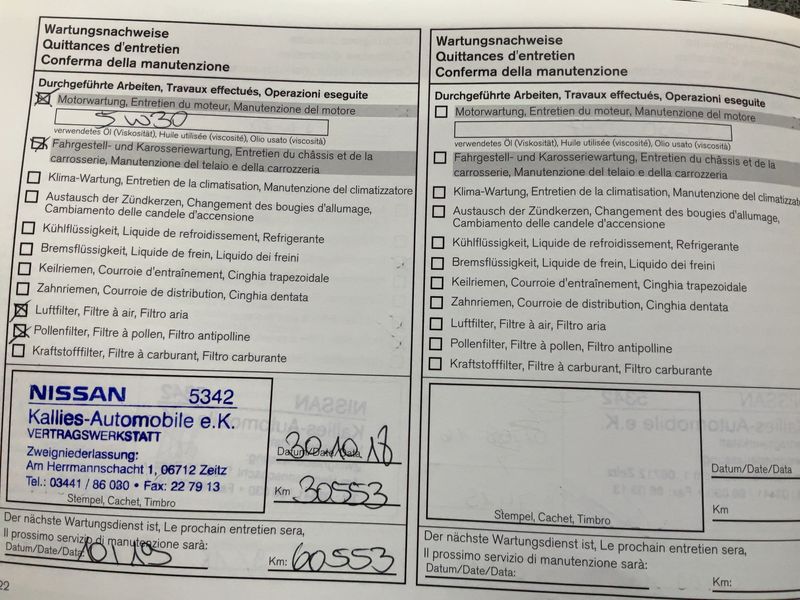 Wartungsnachweise
Quittances d'entretien
Conferma della manutenzione
Durchgeführte Arbeiten, Travaux effectués, Operazioni eseguite
Motorwartung, Entretien du moteur, Manutenzione del motore
5W30
verwendetes Öl (Viskosität), Huile utilisée (viscosité), Olio usato (viscosità)
Fahrgestell- und Karosseriewartung, Entretien du châssis et de la
carrosserie, Manutenzione del telaio e della carrozzeria
Klima-Wartung, Entretien de la climatisation, Manutenzione del climatizzatore
Austausch der Zündkerzen, Changement des bougies d'allumage,
Cambiamento delle candele d'accensione
Kühlflüssigkeit, Liquide de refroidissement, Refrigerante
Bremsflüssigkeit, Liquide de frein, Liquido dei freini
Keilriemen, Courroie d'entraînement, Cinghia trapezoidale
Zahnriemen, Courroie de distribution, Cinghia dentata
Luftfilter, Filtre à air, Filtro aria
Pollenfilter, Filtre à pollen, Filtro antipolline
Kraftstofffilter, Filtre à carburant, Filtro carburante
NISSAN 5342
Kallies-Automobile e.K.
VERTRAGSWERKSTATT
Zweigniederlassung:
Am Herrmannschacht 1, 06712 Zeitz
Tel.: 03441 / 86 030 • Fax: 22 79 13
Stempel, Cachet, Timbro
Datum/Date/Data
Km 30553
Der nächste Wartungsdienst ist, Le prochain entretien sera,
Il prossimo servizio di manutenzione sarà:
Datum/Date/Data: Km: 60553
22
Wartungsnachweise
Quittances d'entretien
Conferma della manutenzione
Durchgeführte Arbeiten, Travaux effectués, Operazioni eseguite
Motorwartung, Entretien du moteur, Manutenzione del motore
verwendetes Öl (Viskosität), Huile utilisée (viscosité), Olio usato (viscosità)
Fahrgestell- und Karosseriewartung, Entretien du châssis et de la
carrosserie, Manutenzione del telaio e della carrozzeria
Klima-Wartung, Entretien de la climatisation, Manutenzione del climatizzat
Austausch der Zündkerzen, Changement des bougies d'allumage,
Cambiamento delle candele d'accensione
Kühlflüssigkeit, Liquide de refroidissement, Refrigerante
Bremsflüssigkeit, Liquide de frein, Liquido dei freini
Keilriemen, Courroie d'entraînement, Cinghia trapezoidale
Zahnriemen, Courroie de distribution, Cinghia dentata
Luftfilter, Filtre à air, Filtro aria
Pollenfilter, Filtre à pollen, Filtro antipolline
Kraftstofffilter, Filtre à carburant, Filtro carburante
Stempel, Cachet, Timbro
Datum/Date/Data
Km
Der nächste Wartungsdienst ist, Le prochain entretien sera,
Il prossimo servizio di manutenzione sarà:
Datum/Date/Data: Km: